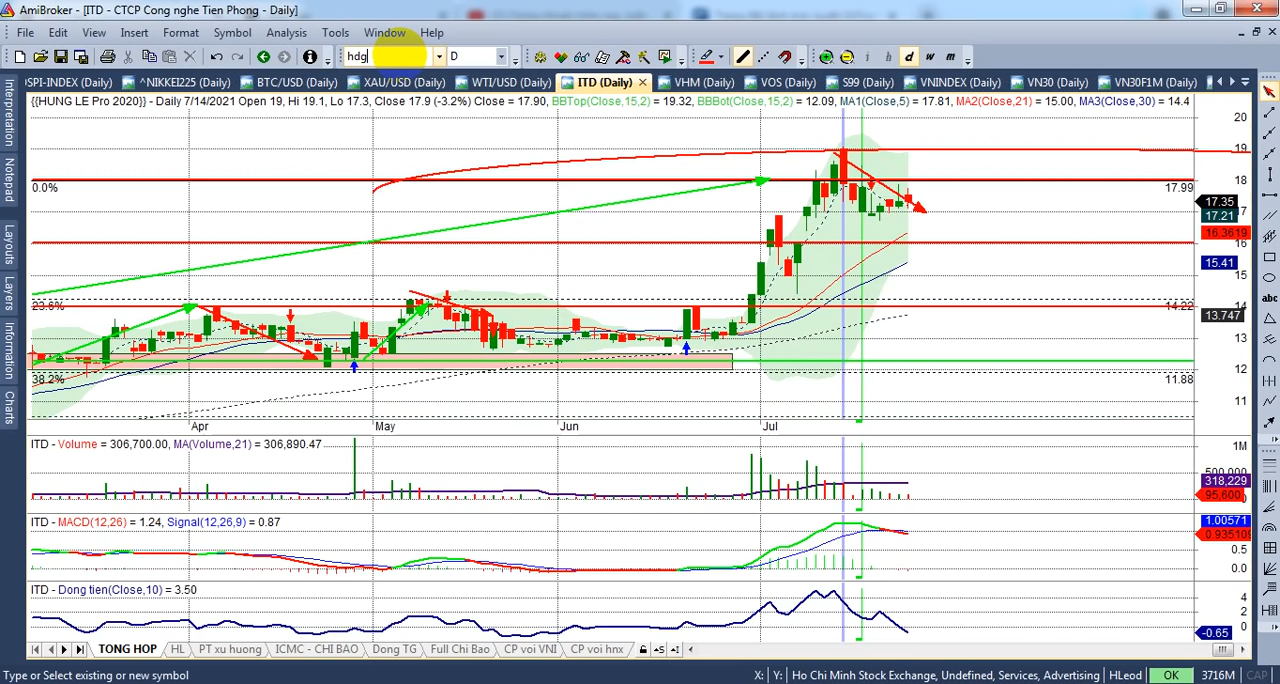 AmiBroker - [ITD - CTCP Cong nghe Tien Phong - Daily]
File Edit View Insert Format Symbol Analysis Tools Window Help
hdg D i h d w m
SPI-INDEX (Daily) ^NIKKEI225 (Daily) BTC/USD (Daily) XAU/USD (Daily) WTI/USD (Daily) ITD (Daily) VHM (Daily) VOS (Daily) S99 (Daily) VNIINDEX (Daily) VN30 (Daily) VN30F1M (Daily)
{{HUNG LE Pro 2020}} - Daily 7/14/2021 Open 19, Hi 19.1, Lo 17.3, Close 17.9 (-3.2%) Close = 17.90, BBTop(Close,15,2) = 19.32, BBBot(Close,15,2) = 12.09, MA1(Close,5) = 17.81, MA2(Close,21) = 15.00, MA3(Close,30) = 14.4
Interpretation
Notepad
Layouts
Layers
Information
Charts
abc
20
19
18
17
16
15
14
13
12
11
0.0%
17.99
17.35
17.21
16.3619
15.41
23.6%
14.22
13.747
38.2%
11.88
Apr May Jun Jul
ITD - Volume = 306,700.00, MA(Volume,21) = 306,890.47
1M
500,000
318,229
95,600
ITD - MACD(12,26) = 1.24, Signal(12,26,9) = 0.87
1.00571
0.935109
0.5
0.0
ITD - Dong tien(Close,10) = 3.50
4
2
0
-0.65
TONG HOP HL PT xu huong ICMC - CHI BAO Dong TG Full Chi Bao CP voi VNI CP voi hnx
Type or Select existing or new symbol X: Y: Ho Chi Minh Stock Exchange, Undefined, Services, Advertising HLeod OK 3716M CAP